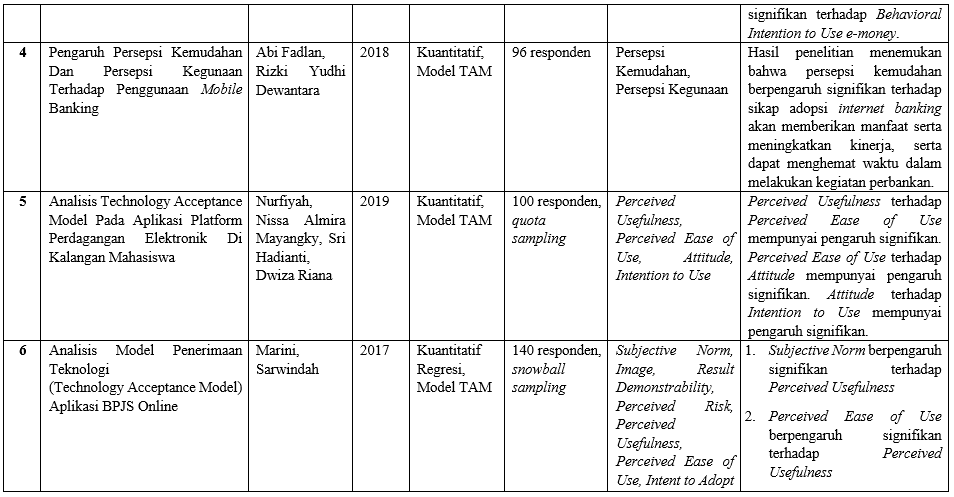 signifikan terhadap Behavioral
Intention to Use e-money.
4
Pengaruh Persepsi Kemudahan
Dan Persepsi Kegunaan
Terhadap Penggunaan Mobile
Banking
Abi Fadlan,
Rizki Yudhi
Dewantara
2018
Kuantitatif,
Model TAM
96 responden
Persepsi
Kemudahan,
Persepsi Kegunaan
Hasil penelitian menemukan
bahwa persepsi kemudahan
berpengaruh signifikan terhadap
sikap adopsi internet banking
akan memberikan manfaat serta
meningkatkan kinerja, serta
dapat menghemat waktu dalam
melakukan kegiatan perbankan.
5
Analisis Technology Acceptance
Model Pada Aplikasi Platform
Perdagangan Elektronik Di
Kalangan Mahasiswa
Nurfiyah,
Nissa Almira
Mayangky, Sri
Hadianti,
Dwiza Riana
2019
Kuantitatif,
Model TAM
100 responden,
quota
sampling
Perceived
Usefulness,
Perceived Ease of
Use, Attitude,
Intention to Use
Perceived Usefulness terhadap
Perceived Ease of Use
mempunyai pengaruh signifikan.
Perceived Ease of Use terhadap
Attitude mempunyai pengaruh
signifikan. Attitude terhadap
Intention to Use mempunyai
pengaruh signifikan.
6
Analisis Model Penerimaan
Teknologi
(Technology Acceptance Model)
Aplikasi BPJS Online
Marini,
Sarwindah
2017
Kuantitatif
Regresi,
Model TAM
140 responden,
snowball
sampling
Subjective Norm,
Image, Result
Demonstrability,
Perceived Risk,
Perceived
Usefulness,
Perceived Ease of
Use, Intent to Adopt
1. Subjective Norm berpengaruh
signifikan terhadap
Perceived Usefulness
2. Perceived Ease of Use
berpengaruh signifikan
terhadap Perceived
Usefulness